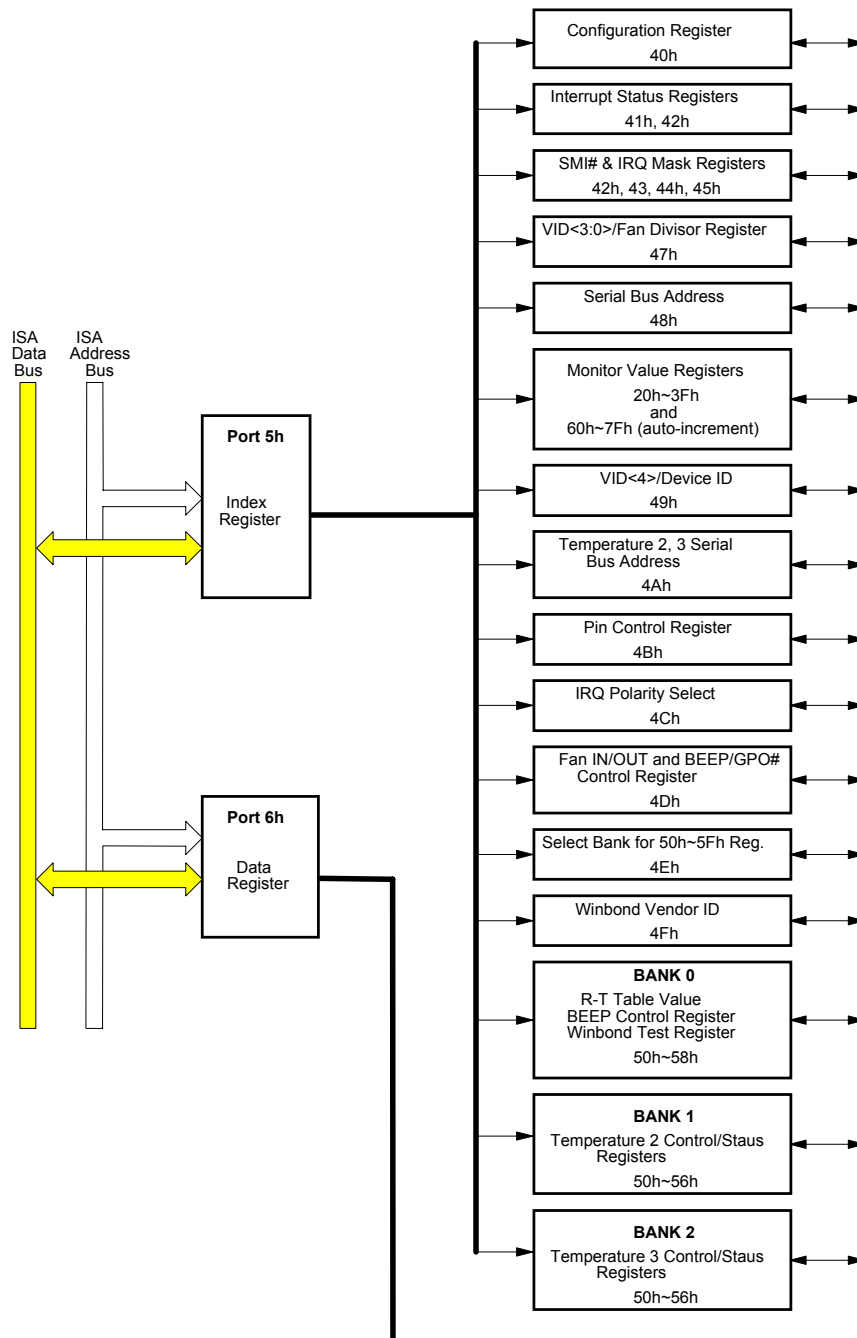 Configuration Register
40h
Interrupt Status Registers
41h, 42h
SMI# & IRQ Mask Registers
42h, 43, 44h, 45h
VID<3:0>/Fan Divisor Register
47h
Serial Bus Address
48h
Monitor Value Registers
20h~3Fh
and
60h~7Fh (auto-increment)
VID<4>/Device ID
49h
Temperature 2, 3 Serial
Bus Address
4Ah
Pin Control Register
4Bh
IRQ Polarity Select
4Ch
Fan IN/OUT and BEEP/GPO#
Control Register
4Dh
Select Bank for 50h~5Fh Reg.
4Eh
Winbond Vendor ID
4Fh
BANK 0
R-T Table Value
BEEP Control Register
Winbond Test Register
50h~58h
BANK 1
Temperature 2 Control/Staus
Registers
50h~56h
BANK 2
Temperature 3 Control/Staus
Registers
50h~56h
ISA
Data
Bus
ISA
Address
Bus
Port 5h
Index
Register
Port 6h
Data
Register